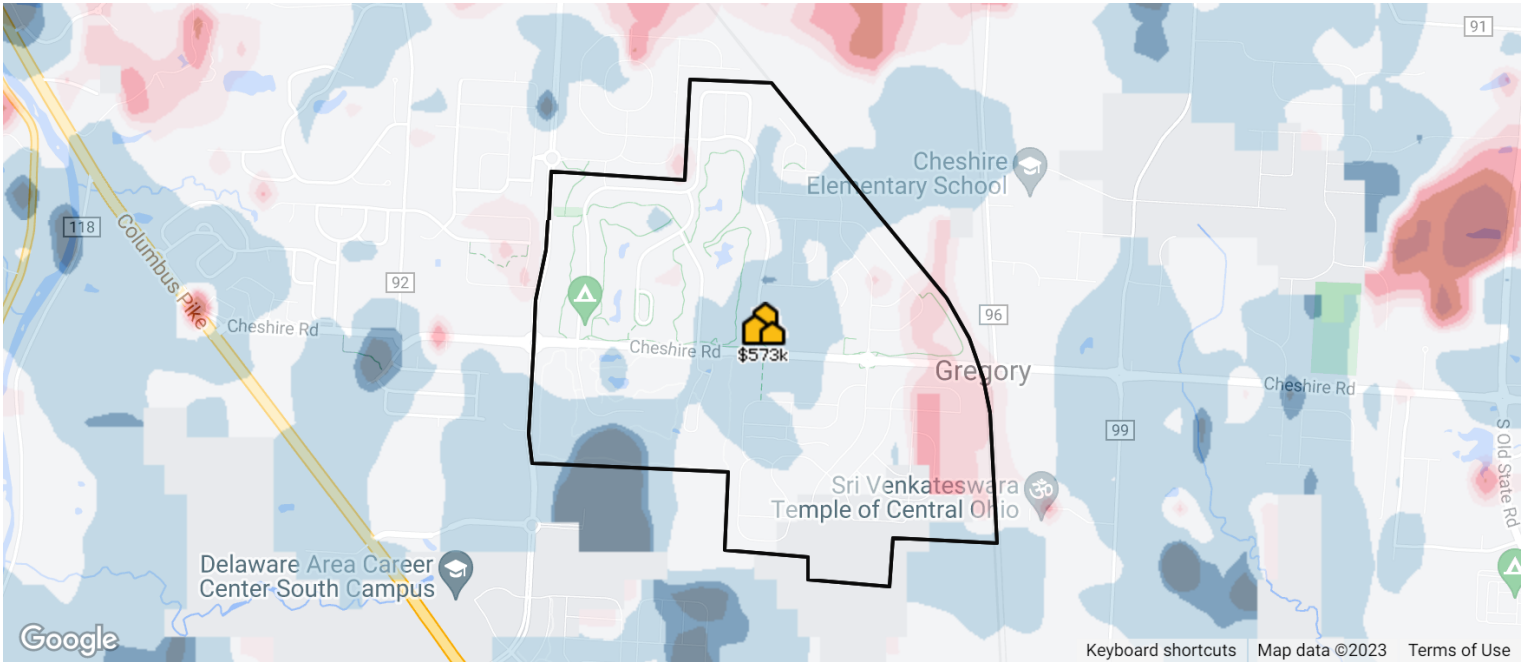 91
Cheshire
Elementary School
118
Columbus Pike
92
96
Cheshire Rd
Cheshire Rd
$573k
Gregory
Cheshire Rd
99
S Old State Rd
Sri Venkateswara
Temple of Central Ohio
Delaware Area Career
Center South Campus
Google
Keyboard shortcuts
Map data ©2023
Terms of Use